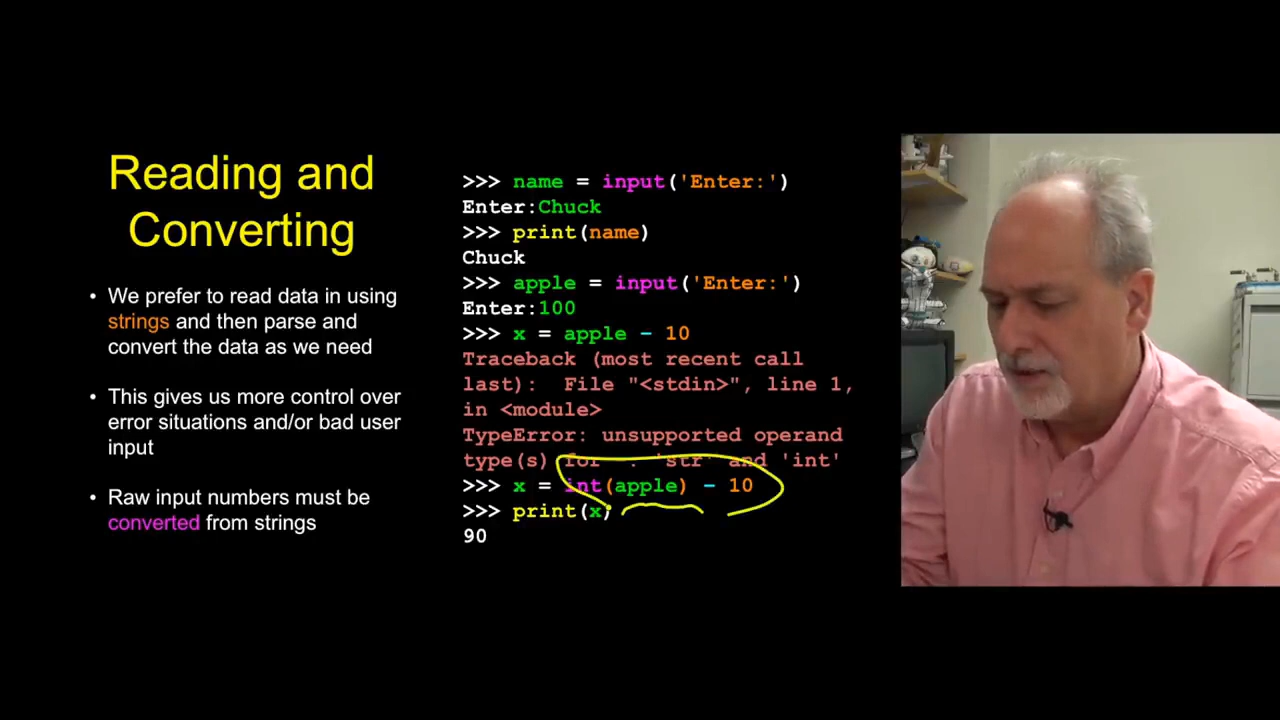 Reading and
Converting
• We prefer to read data in using
strings and then parse and
convert the data as we need
• This gives us more control over
error situations and/or bad user
input
• Raw input numbers must be
converted from strings
>>> name = input('Enter:')
Enter:Chuck
>>> print(name)
Chuck
>>> apple = input('Enter:')
Enter:100
>>> x = apple – 10
Traceback (most recent call
last): File "<stdin>", line 1,
in <module>
TypeError: unsupported operand
type(s) for : 'str' and 'int'
>>> x = int(apple) – 10
>>> print(x)
90